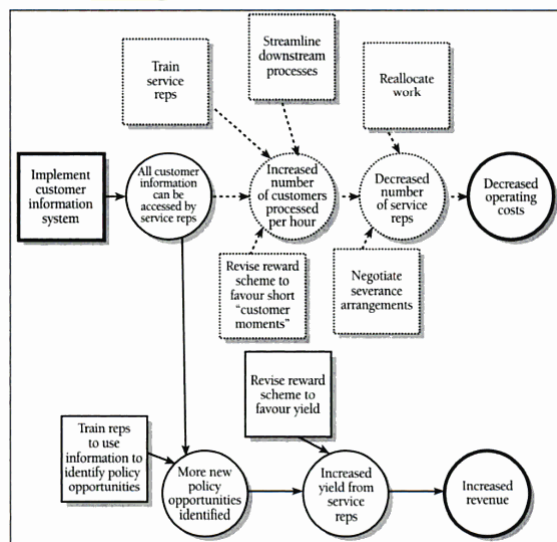 Streamline
downstream
processes
Train
service
reps
Reallocate
work
Implement
customer
information
system
All customer
information
can be
accessed by
service reps
Increased
number
of customers
processed
per hour
Decreased
number
of service
reps
Decreased
operating
costs
Revise reward
scheme to
favour short
"customer
moments"
Negotiate
severance
arrangements
Revise reward
scheme to
favour yield
Train reps
to use
information to
identify policy
opportunities
More new
policy
opportunities
identified
Increased
yield from
service
reps
Increased
revenue